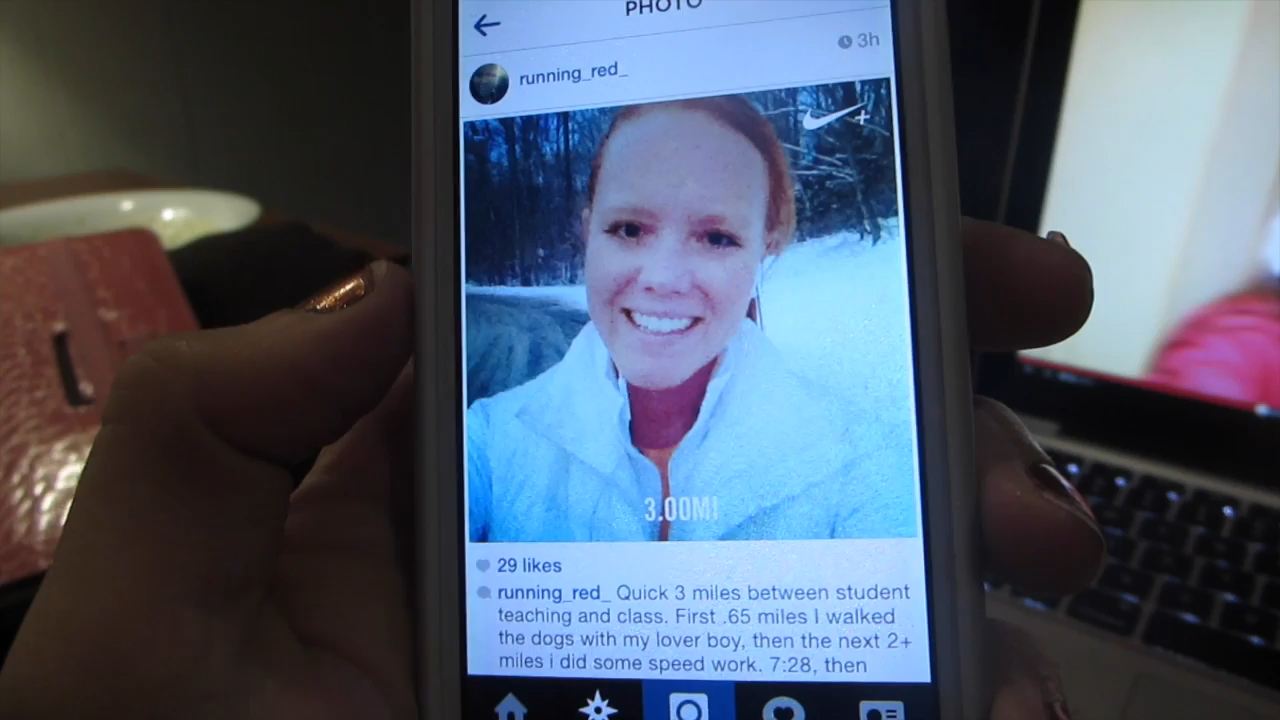 PHOTO
3h
running_red_
3.00MI
29 likes
running_red_ Quick 3 miles between student
teaching and class. First .65 miles I walked
the dogs with my lover boy, then the next 2+
miles i did some speed work. 7:28, then